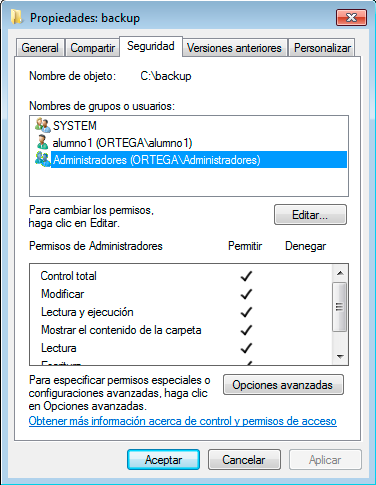 Propiedades: backup
General Compartir Seguridad Versiones anteriores Personalizar
Nombre de objeto: C:\backup
Nombres de grupos o usuarios:
SYSTEM
alumno1 (ORTEGA\alumno1)
Administradores (ORTEGA\Administradores)
Para cambiar los permisos,
haga clic en Editar.
Editar...
Permisos de Administradores Permitir Denegar
Control total
Modificar
Lectura y ejecución
Mostrar el contenido de la carpeta
Lectura
Escritura
Para especificar permisos especiales o
configuraciones avanzadas, haga clic
en Opciones avanzadas.
Opciones avanzadas
Obtener más información acerca de control y permisos de acceso
Aceptar Cancelar Aplicar